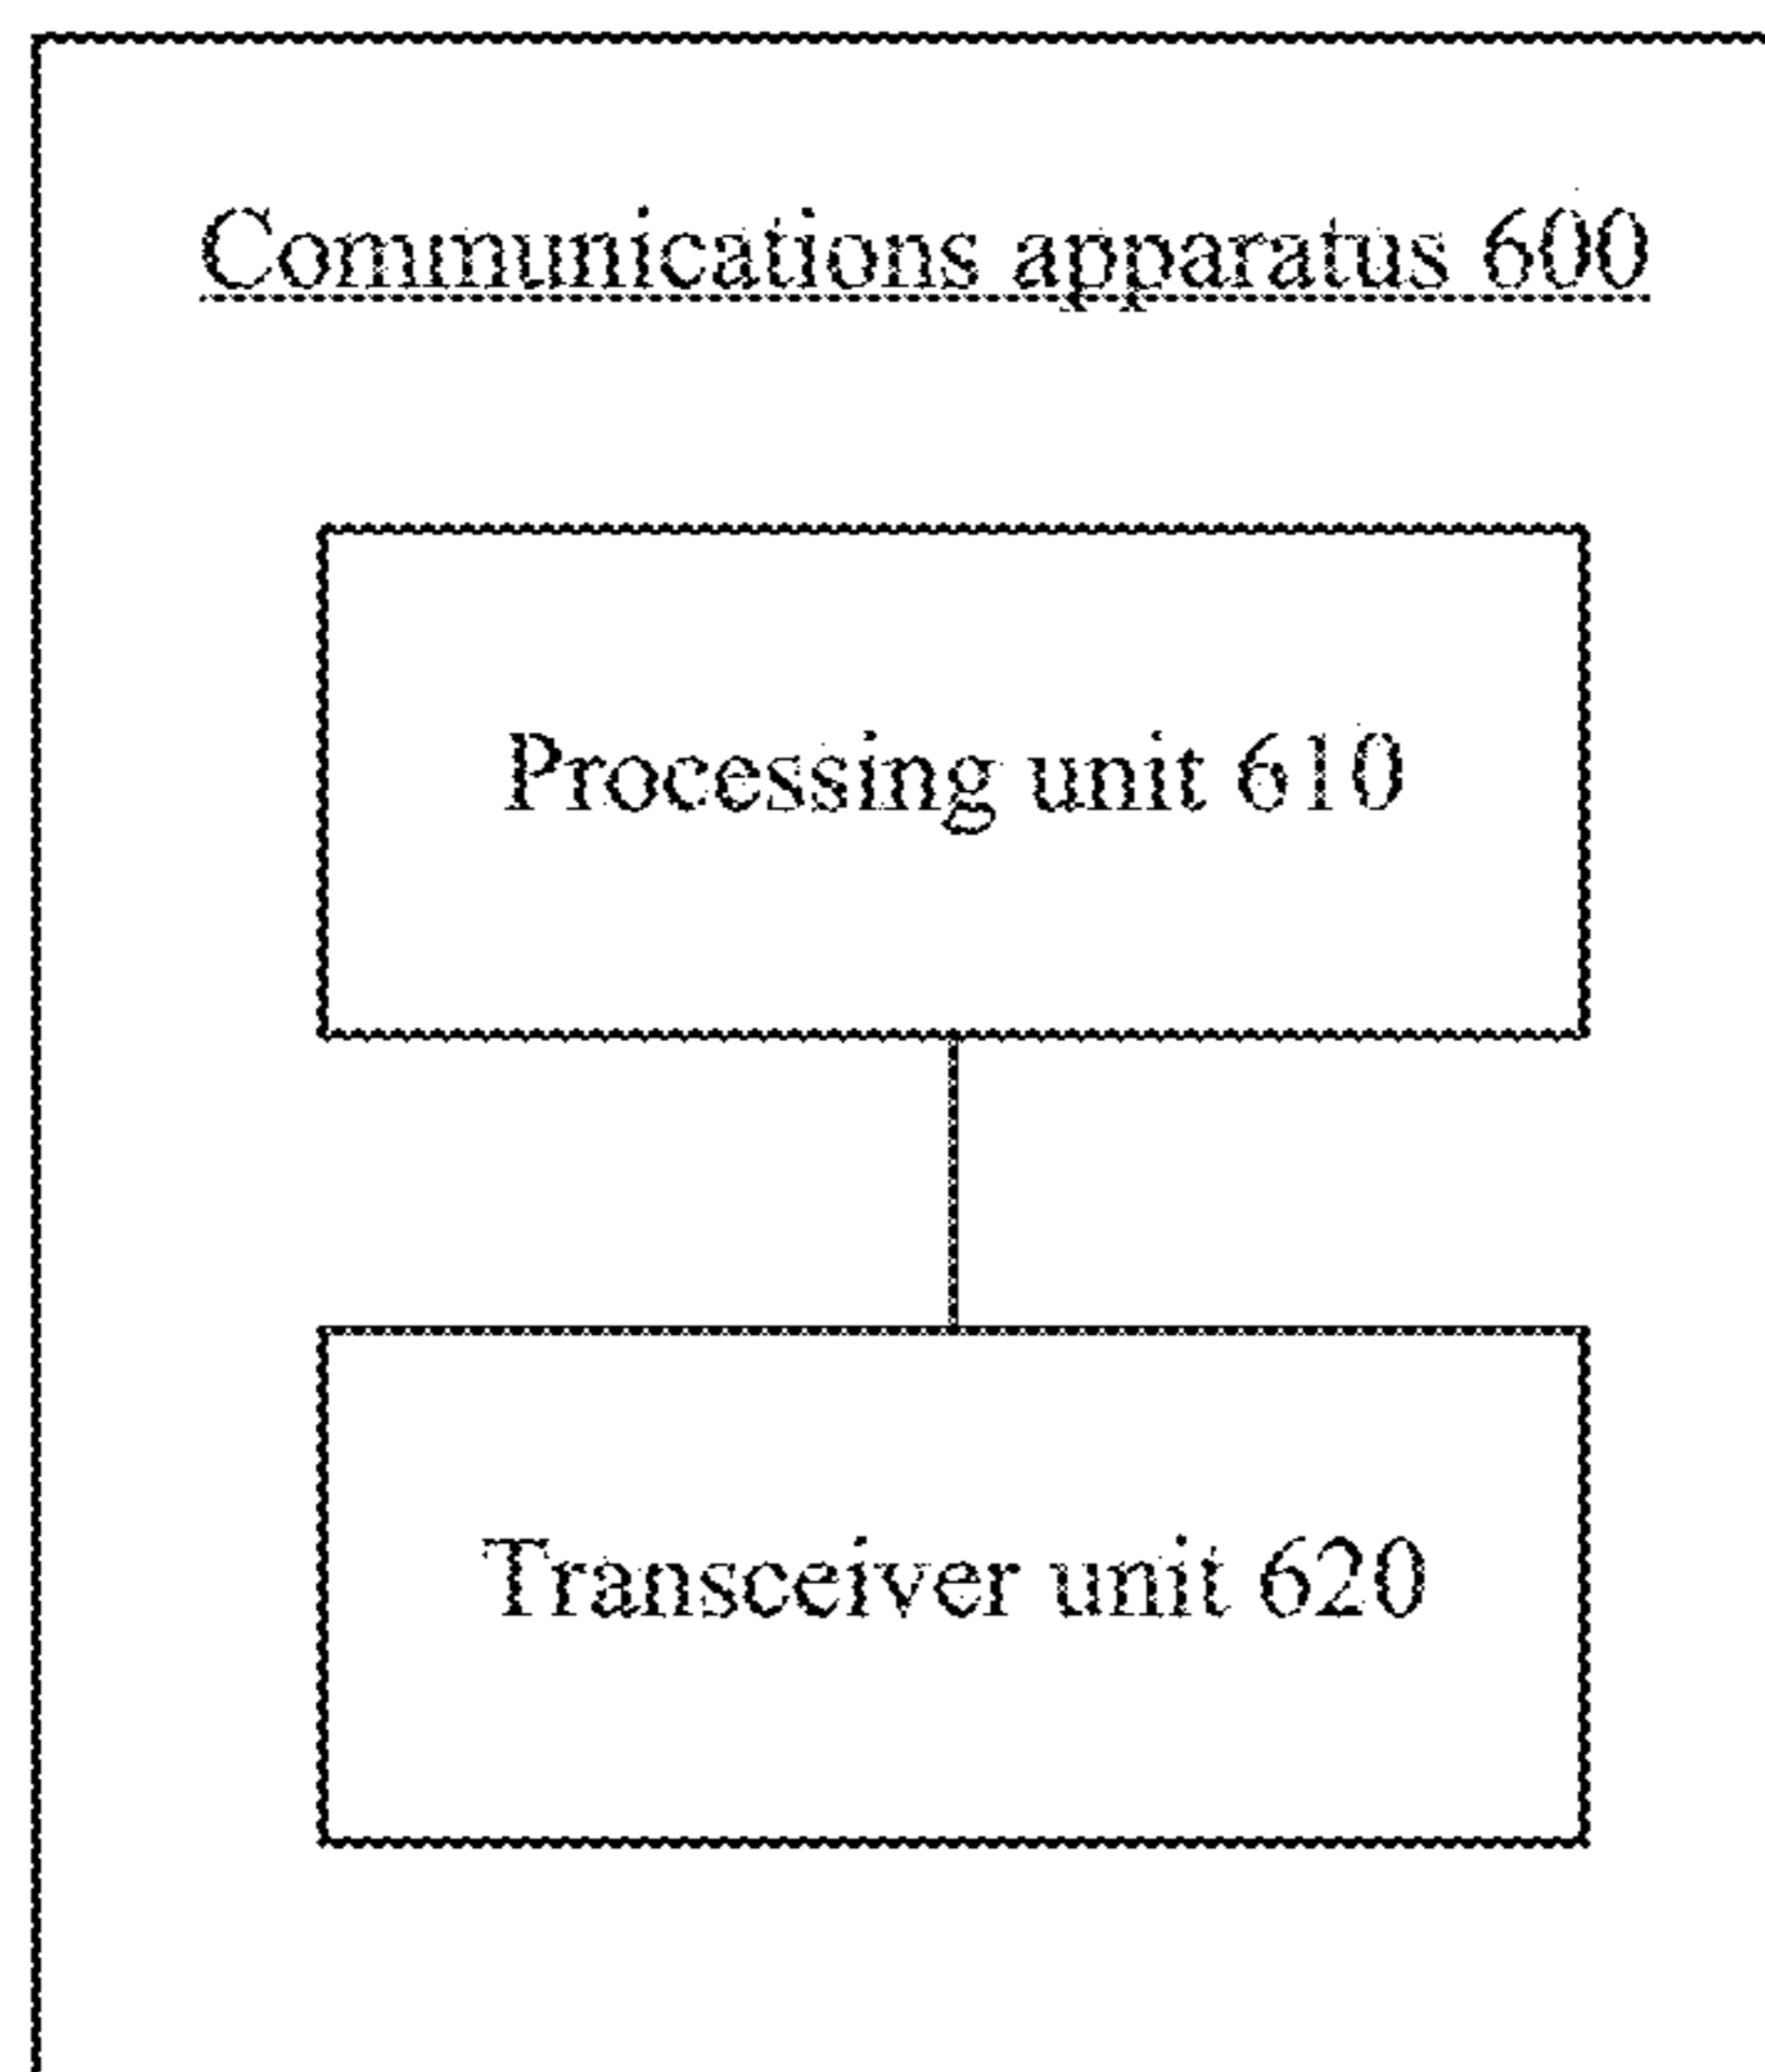 Communications apparatus 600
Processing unit 610
Transceiver unit 620